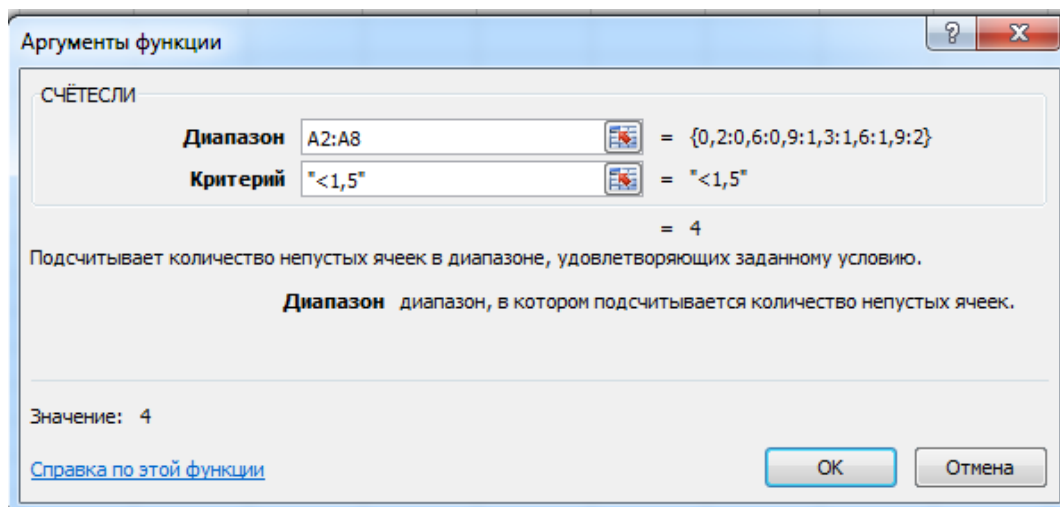 Аргументы функции
СЧЁТЕСЛИ
Диапазон A2:A8 = {0,2:0,6:0,9:1,3:1,6:1,9:2}
Критерий "<1,5" = "<1,5"
= 4
Подсчитывает количество непустых ячеек в диапазоне, удовлетворяющих заданному условию.
Диапазон диапазон, в котором подсчитывается количество непустых ячеек.
Значение: 4
Справка по этой функции
ОК Отмена